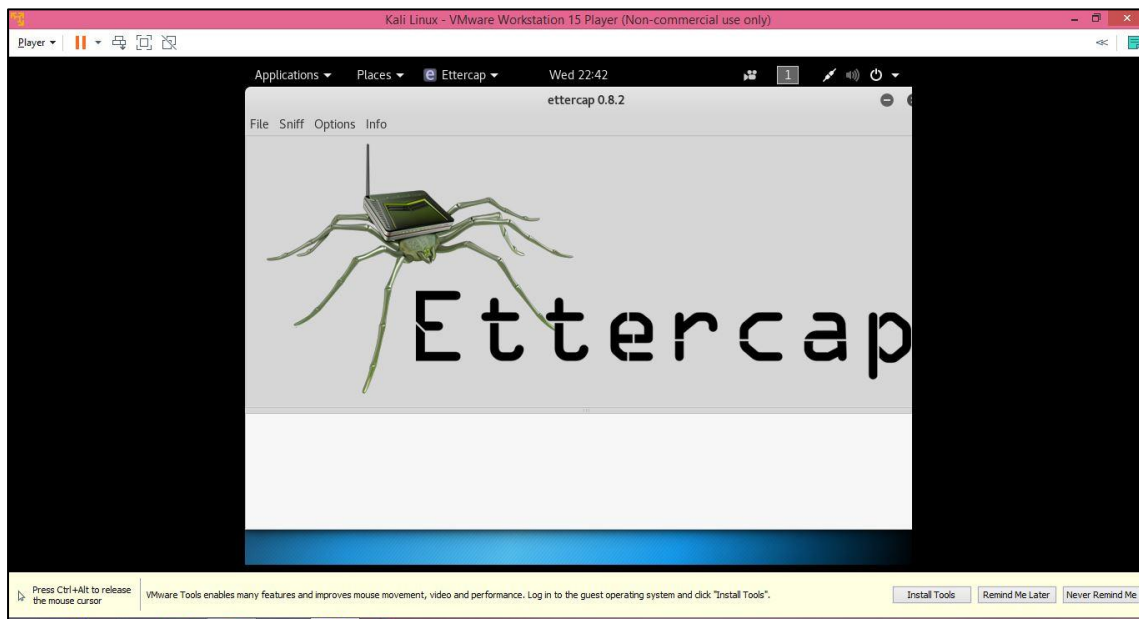 Kali Linux - VMware Workstation 15 Player (Non-commercial use only)
Player
Applications Places Ettercap Wed 22:42 1
ettercap 0.8.2
File Sniff Options Info
Ettercap
Press Ctrl+Alt to release
the mouse cursor
VMware Tools enables many features and improves mouse movement, video and performance. Log in to the guest operating system and click "Install Tools".
Install Tools Remind Me Later Never Remind Me